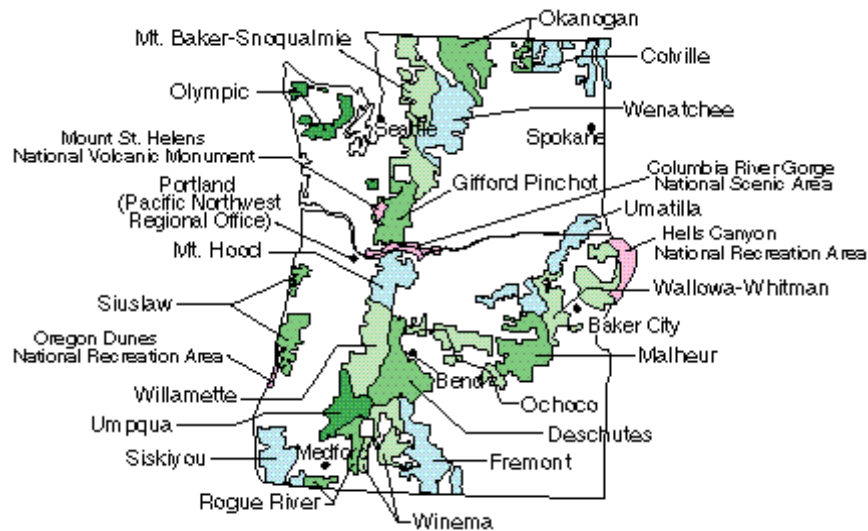 Okanogan
Mt. Baker-Snoqualmie
Colville
Olympic
Wenatchee
Seattle
Spokane
Mount St. Helens
National Volcanic Monument
Columbia River Gorge
National Scenic Area
Gifford Pinchot
Portland
(Pacific Northwest
Regional Office)
Umatilla
Mt. Hood
Hells Canyon
National Recreation Area
Siuslaw
Wallowa-Whitman
Baker City
Oregon Dunes
National Recreation Area
Malheur
Bend
Willamette
Ochoco
Umpqua
Deschutes
Siskiyou
Medford
Fremont
Rogue River
Winema